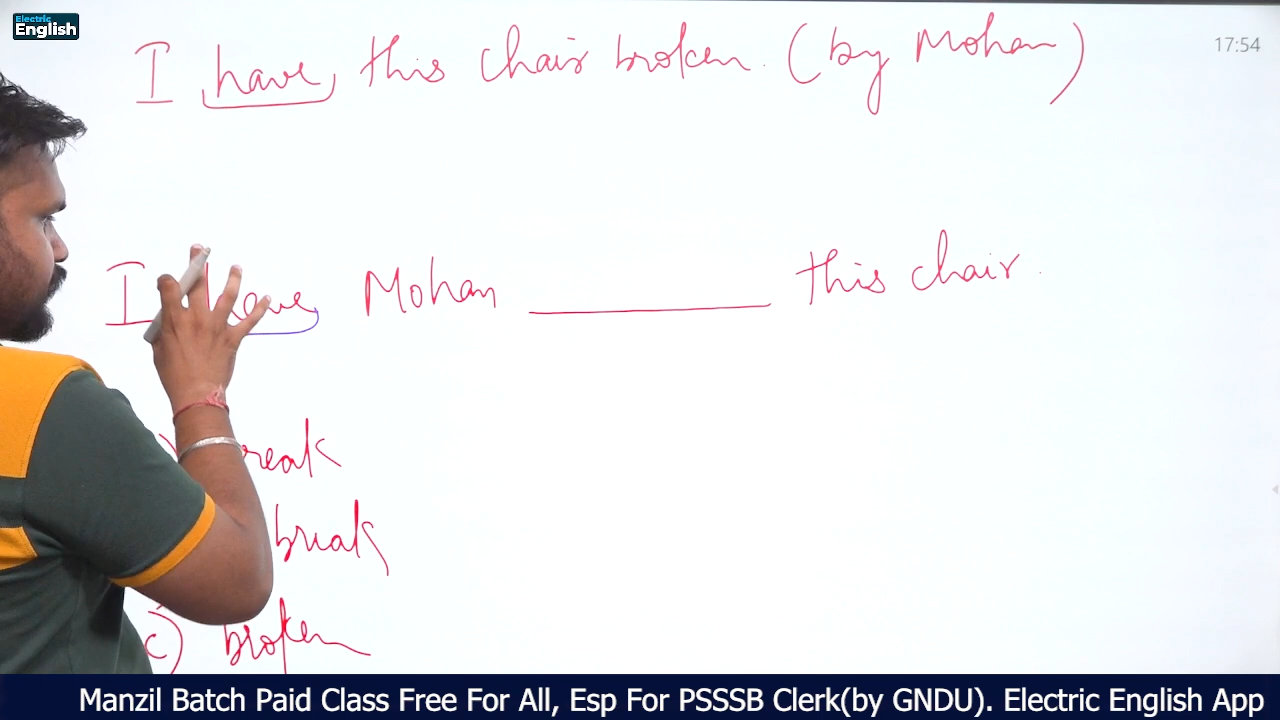 Electric
English
17:54
I have this chair broken. (by Mohan)
I have Mohan ________ this chair.
break
break
c) broken
Manzil Batch Paid Class Free For All, Esp For PSSSB Clerk(by GNDU). Electric English App